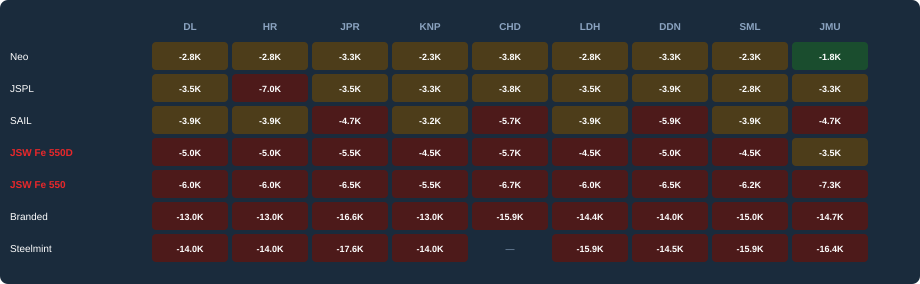 DL HR JPR KNP CHD LDH DDN SML JMU
Neo -2.8K -2.8K -3.3K -2.3K -3.8K -2.8K -3.3K -2.3K -1.8K
JSPL -3.5K -7.0K -3.5K -3.3K -3.8K -3.5K -3.9K -2.8K -3.3K
SAIL -3.9K -3.9K -4.7K -3.2K -5.7K -3.9K -5.9K -3.9K -4.7K
JSW Fe 550D -5.0K -5.0K -5.5K -4.5K -5.7K -4.5K -5.0K -4.5K -3.5K
JSW Fe 550 -6.0K -6.0K -6.5K -5.5K -6.7K -6.0K -6.5K -6.2K -7.3K
Branded -13.0K -13.0K -16.6K -13.0K -15.9K -14.4K -14.0K -15.0K -14.7K
Steelmint -14.0K -14.0K -17.6K -14.0K — -15.9K -14.5K -15.9K -16.4K